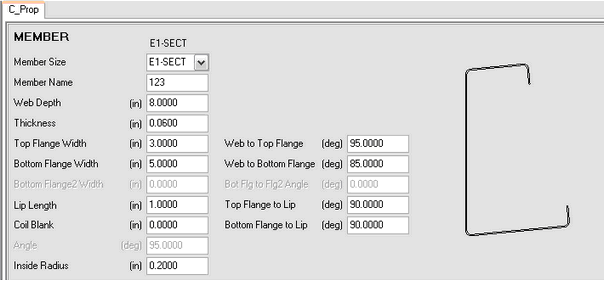 C_Prop
MEMBER
E1-SECT
Member Size E1-SECT
Member Name 123
Web Depth (in) 8.0000
Thickness (in) 0.0600
Top Flange Width (in) 3.0000 Web to Top Flange (deg) 95.0000
Bottom Flange Width (in) 5.0000 Web to Bottom Flange (deg) 85.0000
Bottom Flange2 Width (in) 0.0000 Bot Flg to Flg2 Angle (deg) 0.0000
Lip Length (in) 1.0000 Top Flange to Lip (deg) 90.0000
Coil Blank (in) 0.0000 Bottom Flange to Lip (deg) 90.0000
Angle (deg) 95.0000
Inside Radius (in) 0.2000